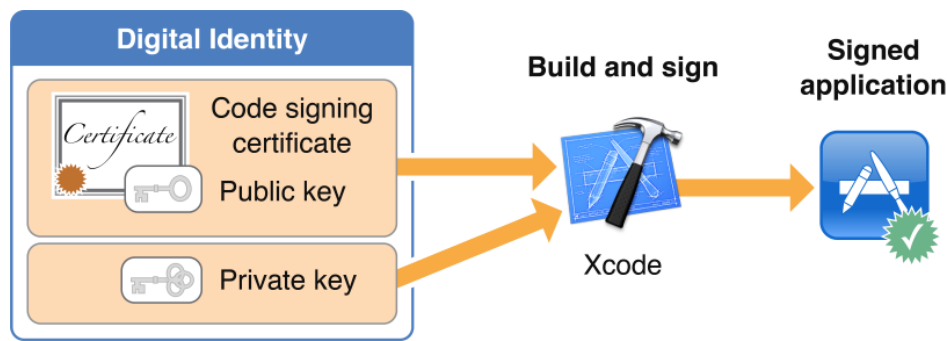 Digital Identity
Certificate
Code signing
certificate
Public key
Private key
Build and sign
Xcode
Signed
application